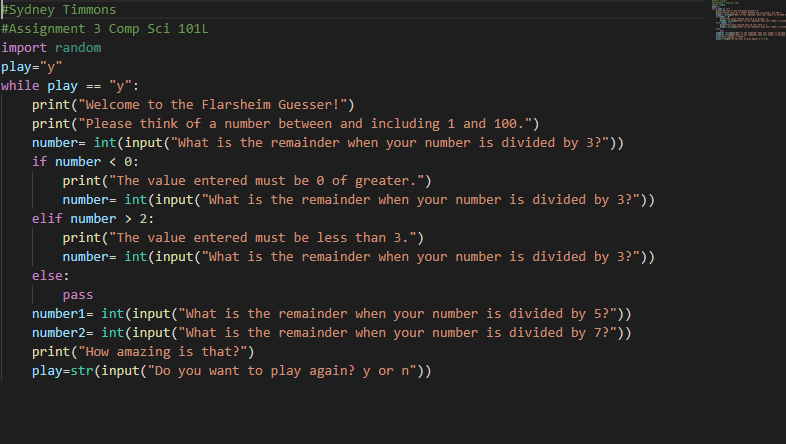 #Sydney Timmons
#Assignment 3 Comp Sci 101L
import random
play="y"
while play == "y":
    print("Welcome to the Flarsheim Guesser!")
    print("Please think of a number between and including 1 and 100.")
    number= int(input("What is the remainder when your number is divided by 3?"))
    if number < 0:
        print("The value entered must be 0 of greater.")
        number= int(input("What is the remainder when your number is divided by 3?"))
    elif number > 2:
        print("The value entered must be less than 3.")
        number= int(input("What is the remainder when your number is divided by 3?"))
    else:
        pass
    number1= int(input("What is the remainder when your number is divided by 5?"))
    number2= int(input("What is the remainder when your number is divided by 7?"))
    print("How amazing is that?")
    play=str(input("Do you want to play again? y or n"))